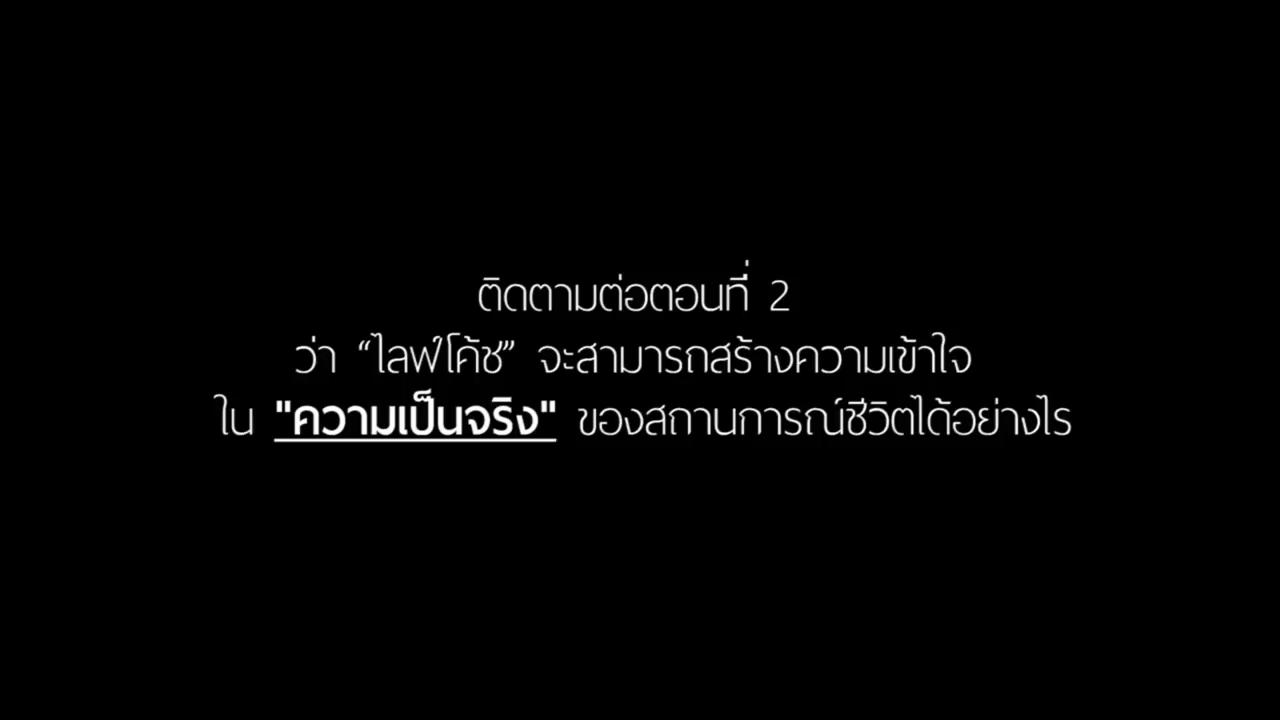 ติดตามต่อตอนที่ 2
ว่า “ไลฟ์โค้ช” จะสามารถสร้างความเข้าใจ
ใน "ความเป็นจริง" ของสถานการณ์ชีวิตได้อย่างไร